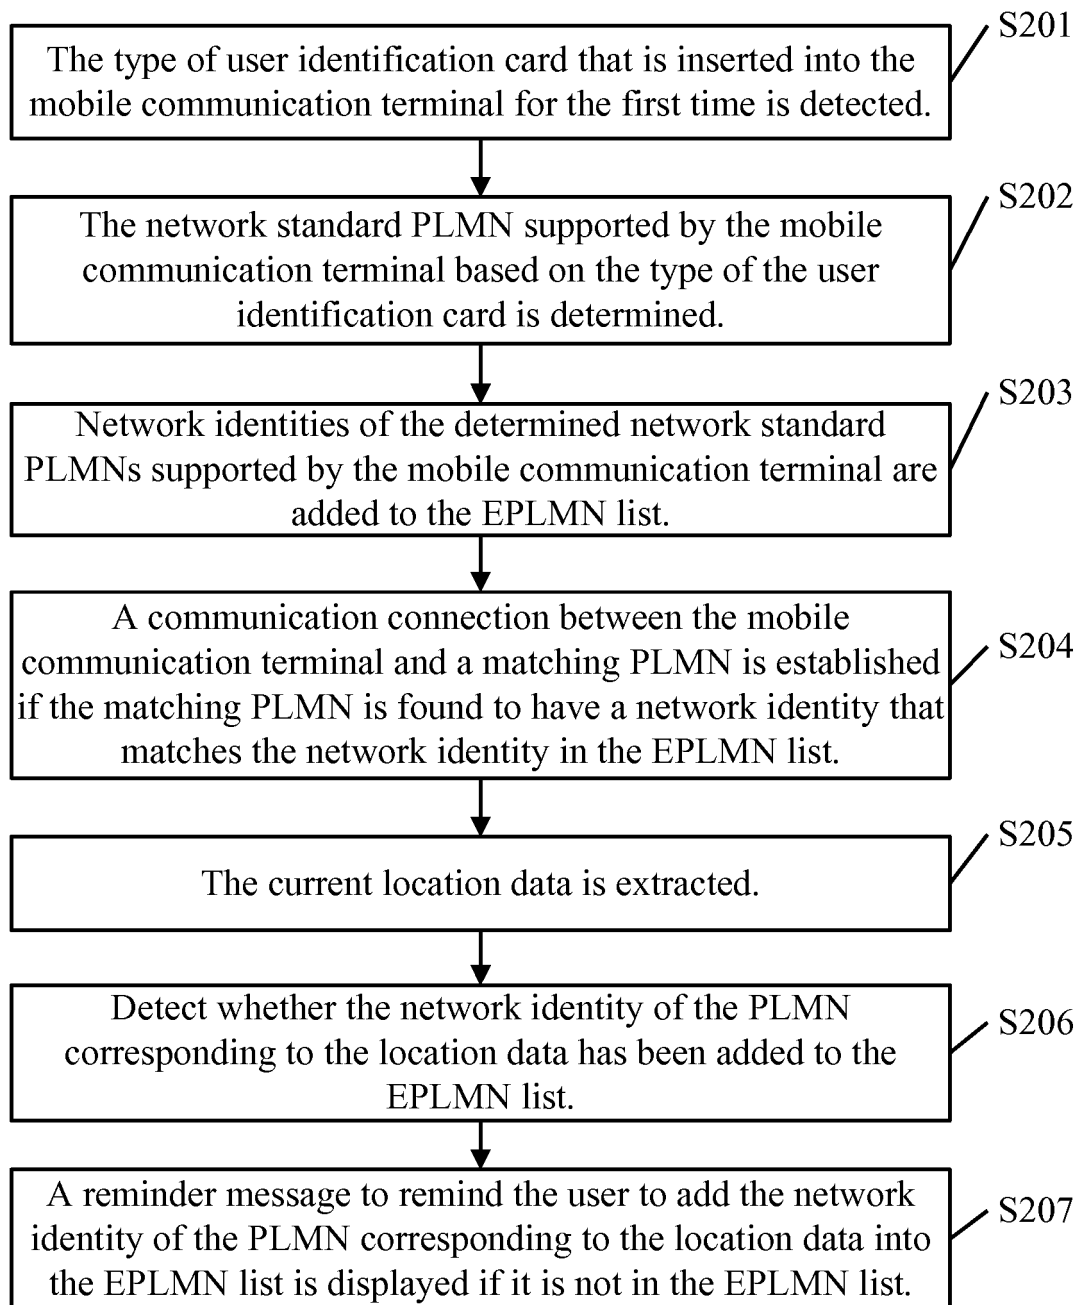 S201
The type of user identification card that is inserted into the
mobile communication terminal for the first time is detected.
S202
The network standard PLMN supported by the mobile
communication terminal based on the type of the user
identification card is determined.
S203
Network identities of the determined network standard
PLMNs supported by the mobile communication terminal are
added to the EPLMN list.
S204
A communication connection between the mobile
communication terminal and a matching PLMN is established
if the matching PLMN is found to have a network identity that
matches the network identity in the EPLMN list.
S205
The current location data is extracted.
S206
Detect whether the network identity of the PLMN
corresponding to the location data has been added to the
EPLMN list.
S207
A reminder message to remind the user to add the network
identity of the PLMN corresponding to the location data into
the EPLMN list is displayed if it is not in the EPLMN list.